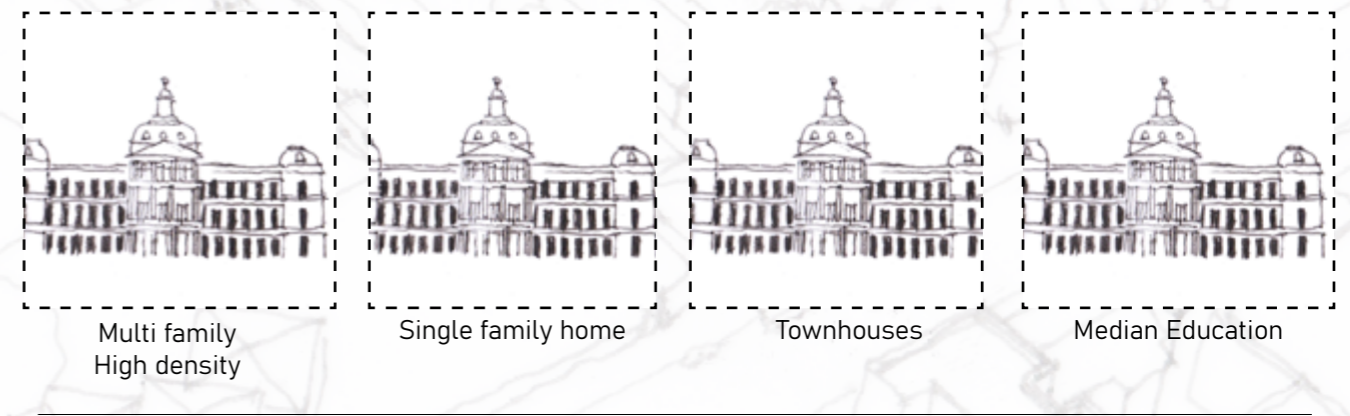 Multi family
High density
Single family home
Townhouses
Median Education